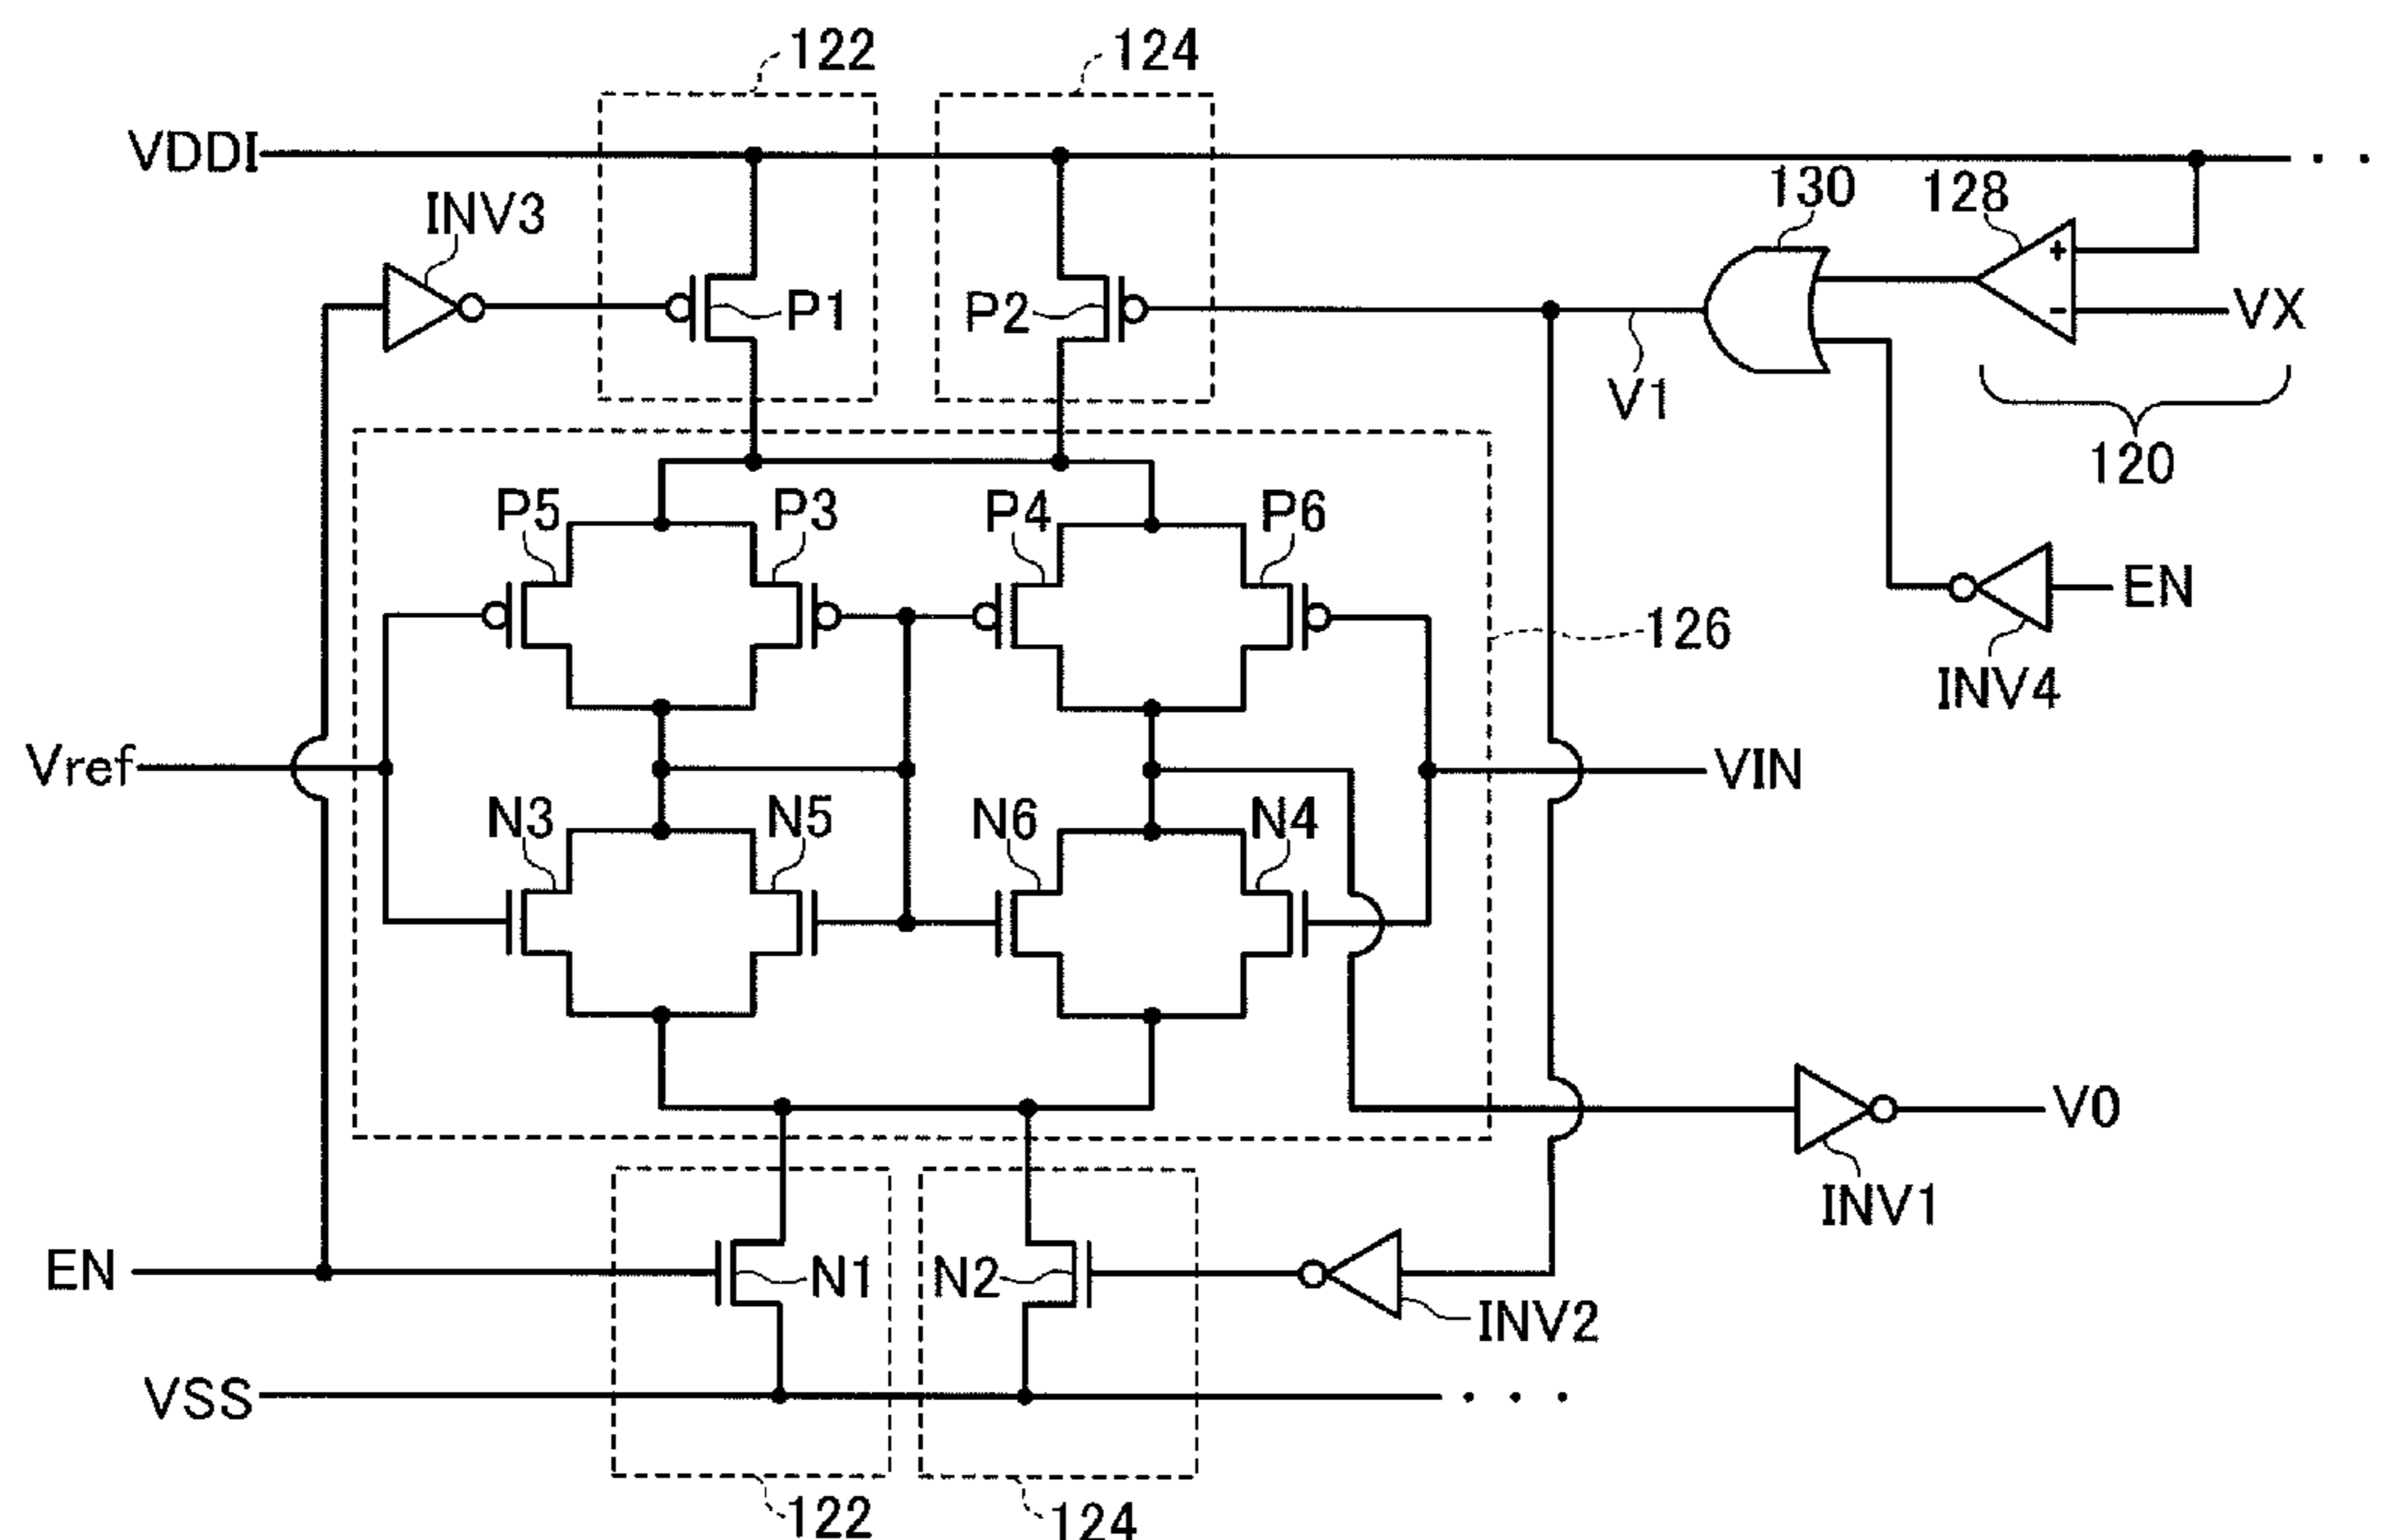 122
124
VDDI
INV3
130
128
P1
P2
+
-
VX
V1
120
P5
P3
P4
P6
EN
126
INV4
Vref
VIN
N3
N5
N6
N4
V0
INV1
EN
N1
N2
INV2
VSS
122
124